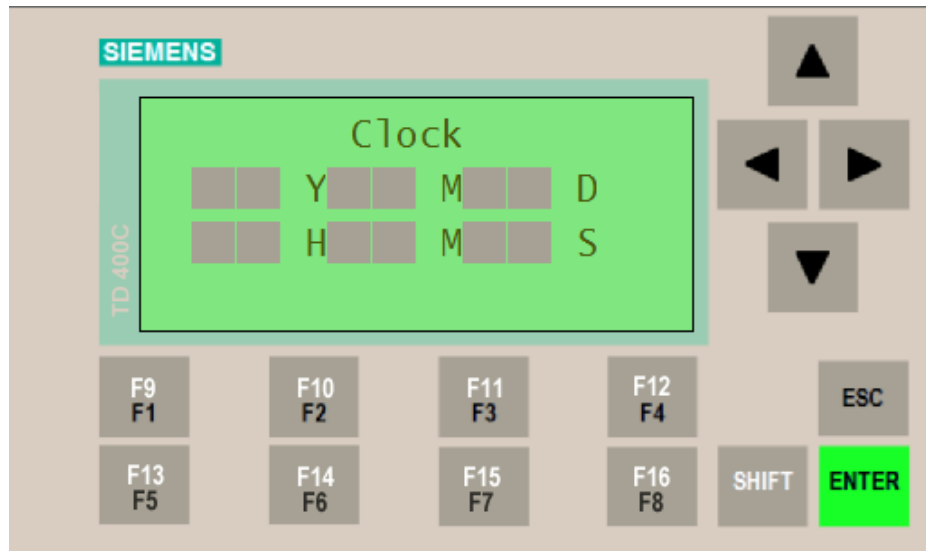 SIEMENS
Clock
Y M D
H M S
TD 400C
F9 F10 F11 F12
F1 F2 F3 F4
ESC
F13 F14 F15 F16
F5 F6 F7 F8
SHIFT ENTER